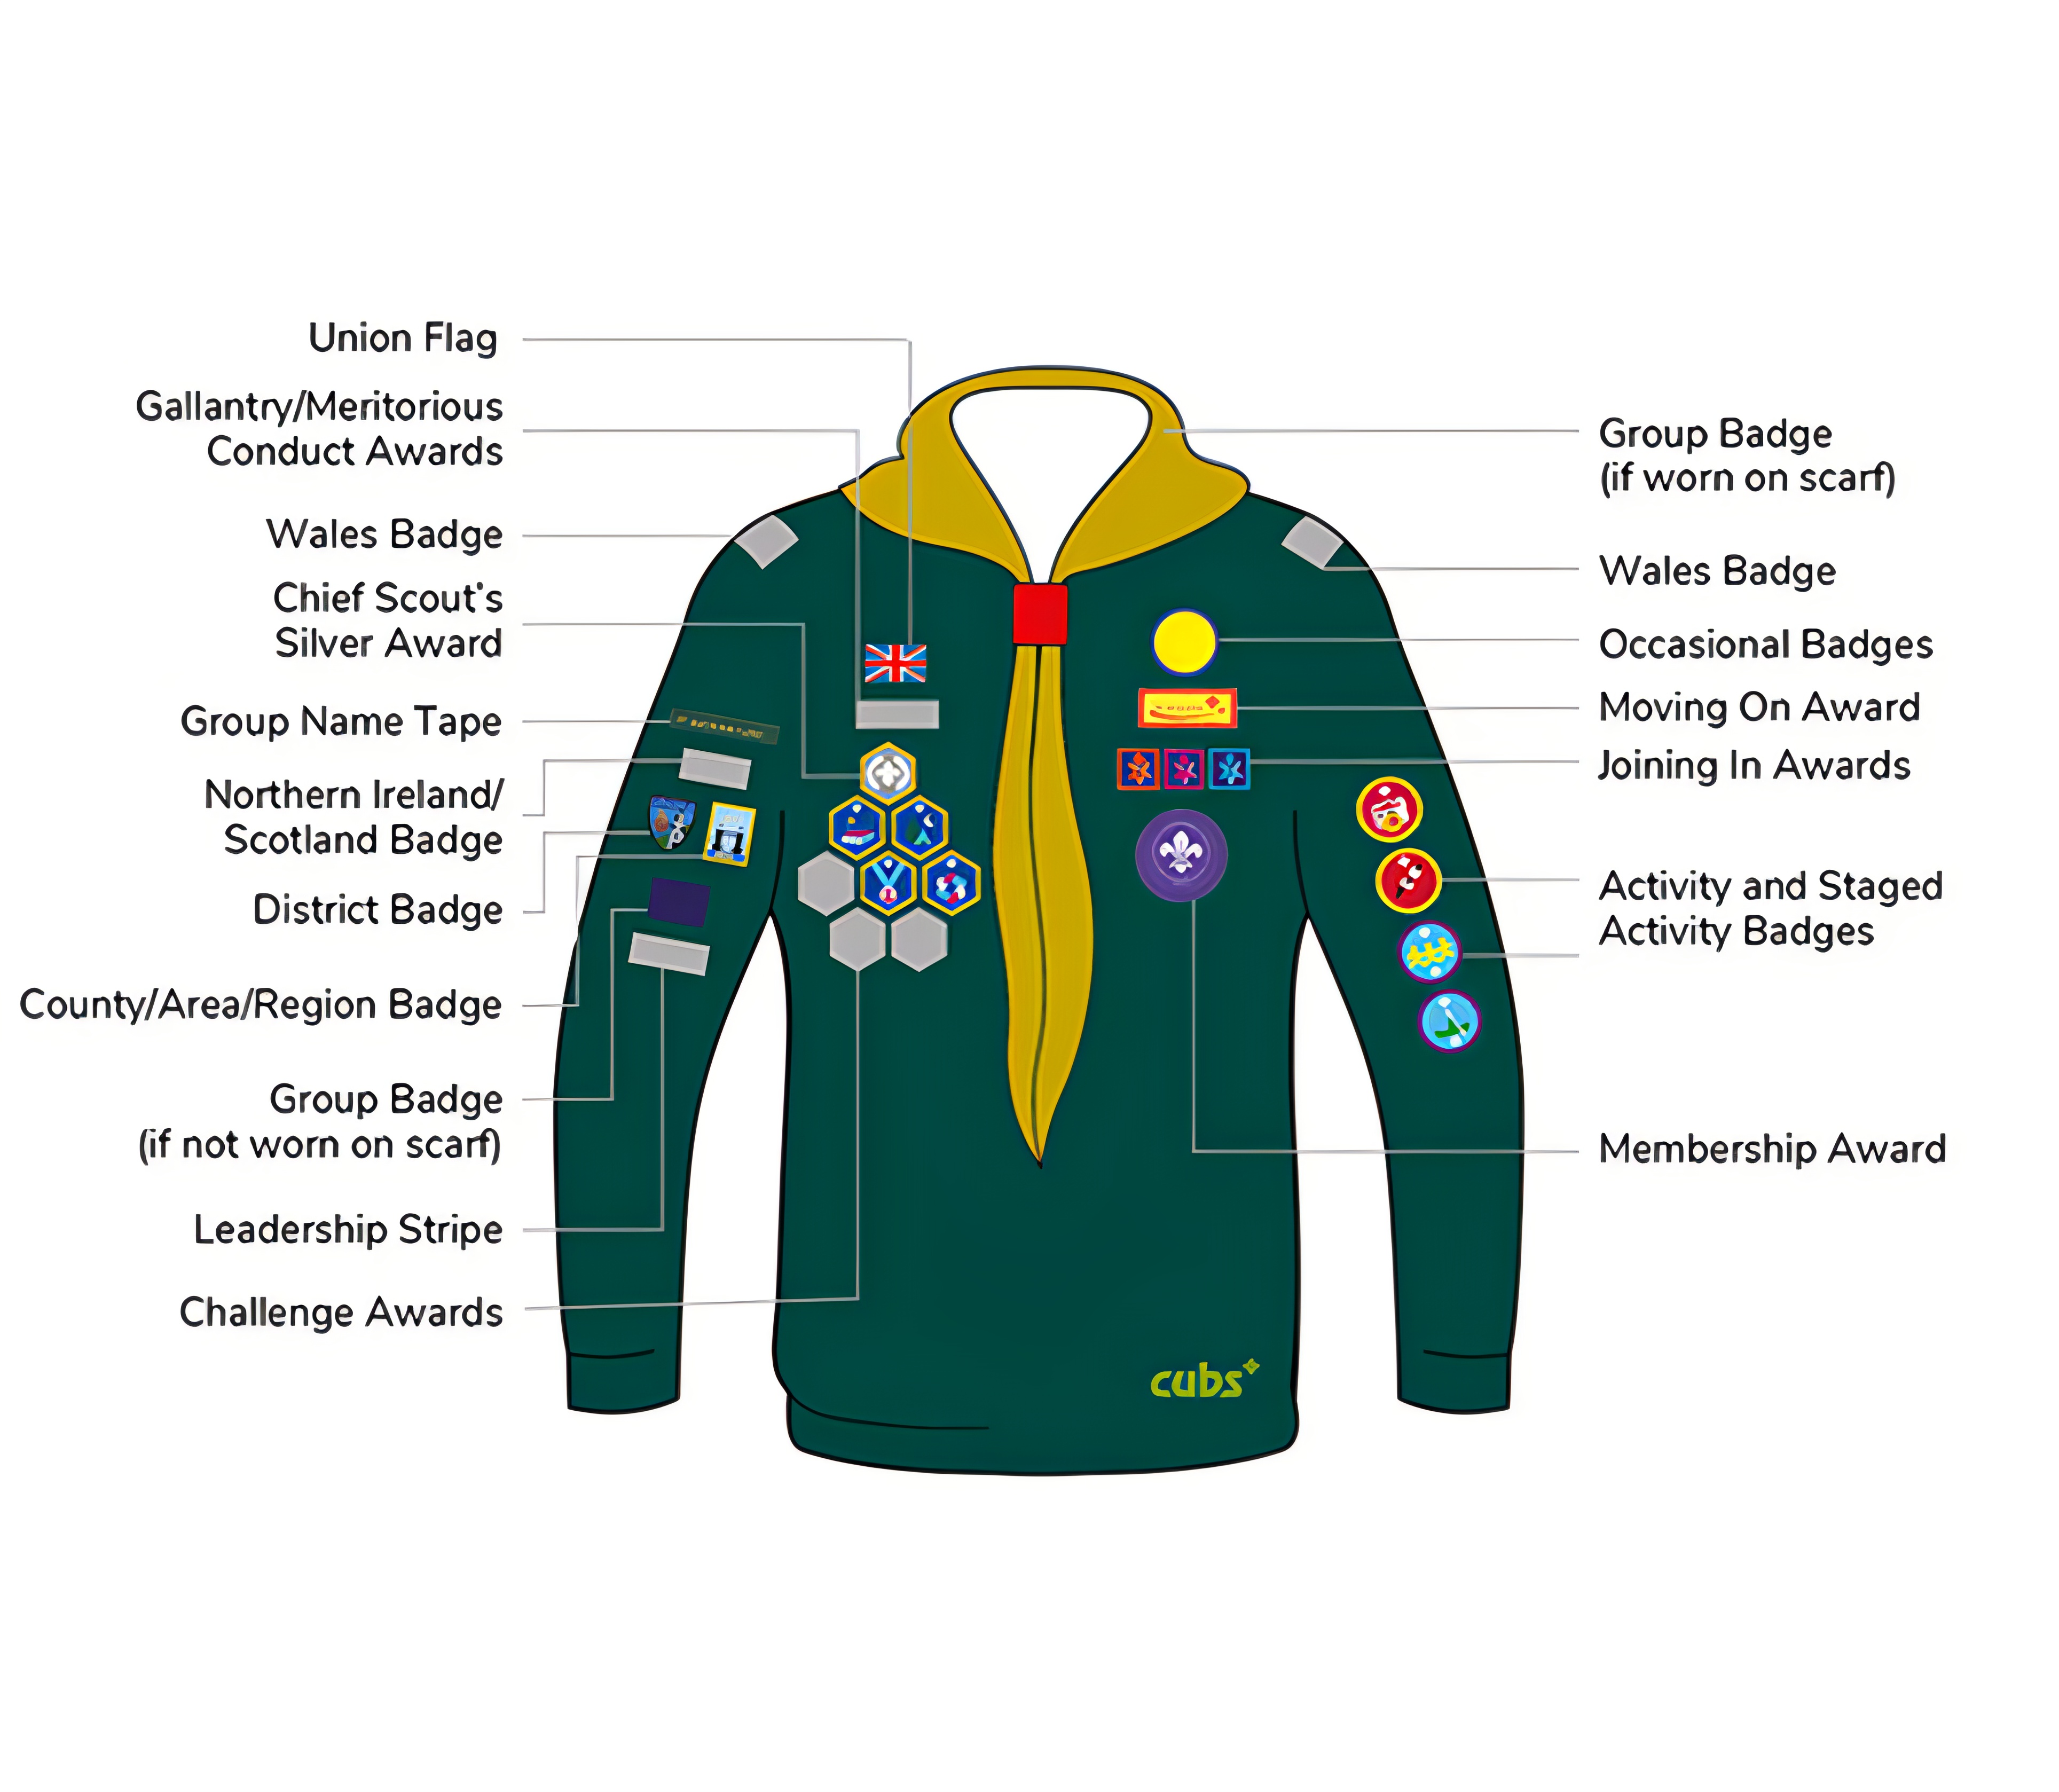 Union Flag
Gallantry/Meritorious
Conduct Awards
Wales Badge
Chief Scout's
Silver Award
Group Name Tape
Northern Ireland/
Scotland Badge
District Badge
County/Area/Region Badge
Group Badge
(if not worn on scarf)
Leadership Stripe
Challenge Awards
Group Badge
(if worn on scarf)
Wales Badge
Occasional Badges
Moving On Award
Joining In Awards
Activity and Staged
Activity Badges
Membership Award
cubs